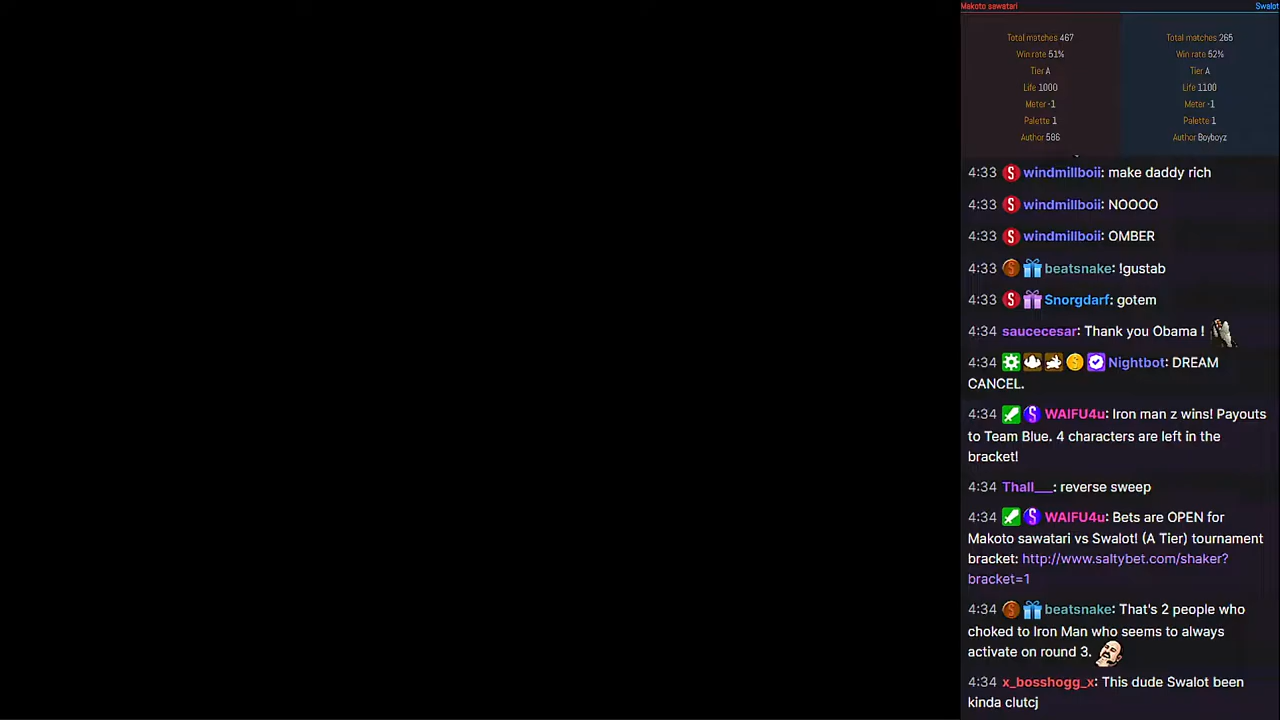 Makoto sawatari Swalot
Total matches 467 Total matches 265
Win rate 51% Win rate 52%
Tier A Tier A
Life 1000 Life 1100
Meter -1 Meter -1
Palette 1 Palette 1
Author 586 Author Boyboyz
4:33 windmillboii: make daddy rich
4:33 windmillboii: NOOOO
4:33 windmillboii: OMBER
4:33 beatsnake: !gustab
4:33 Snorgdarf: gotem
4:34 saucecesar: Thank you Obama !
4:34 Nightbot: DREAM
CANCEL.
4:34 WAIFU4u: Iron man z wins! Payouts
to Team Blue. 4 characters are left in the
bracket!
4:34 Thall__: reverse sweep
4:34 WAIFU4u: Bets are OPEN for
Makoto sawatari vs Swalot! (A Tier) tournament
bracket: http://www.saltybet.com/shaker?
bracket=1
4:34 beatsnake: That's 2 people who
choked to Iron Man who seems to always
activate on round 3.
4:34 x_bosshogg_x: This dude Swalot been
kinda clutcj